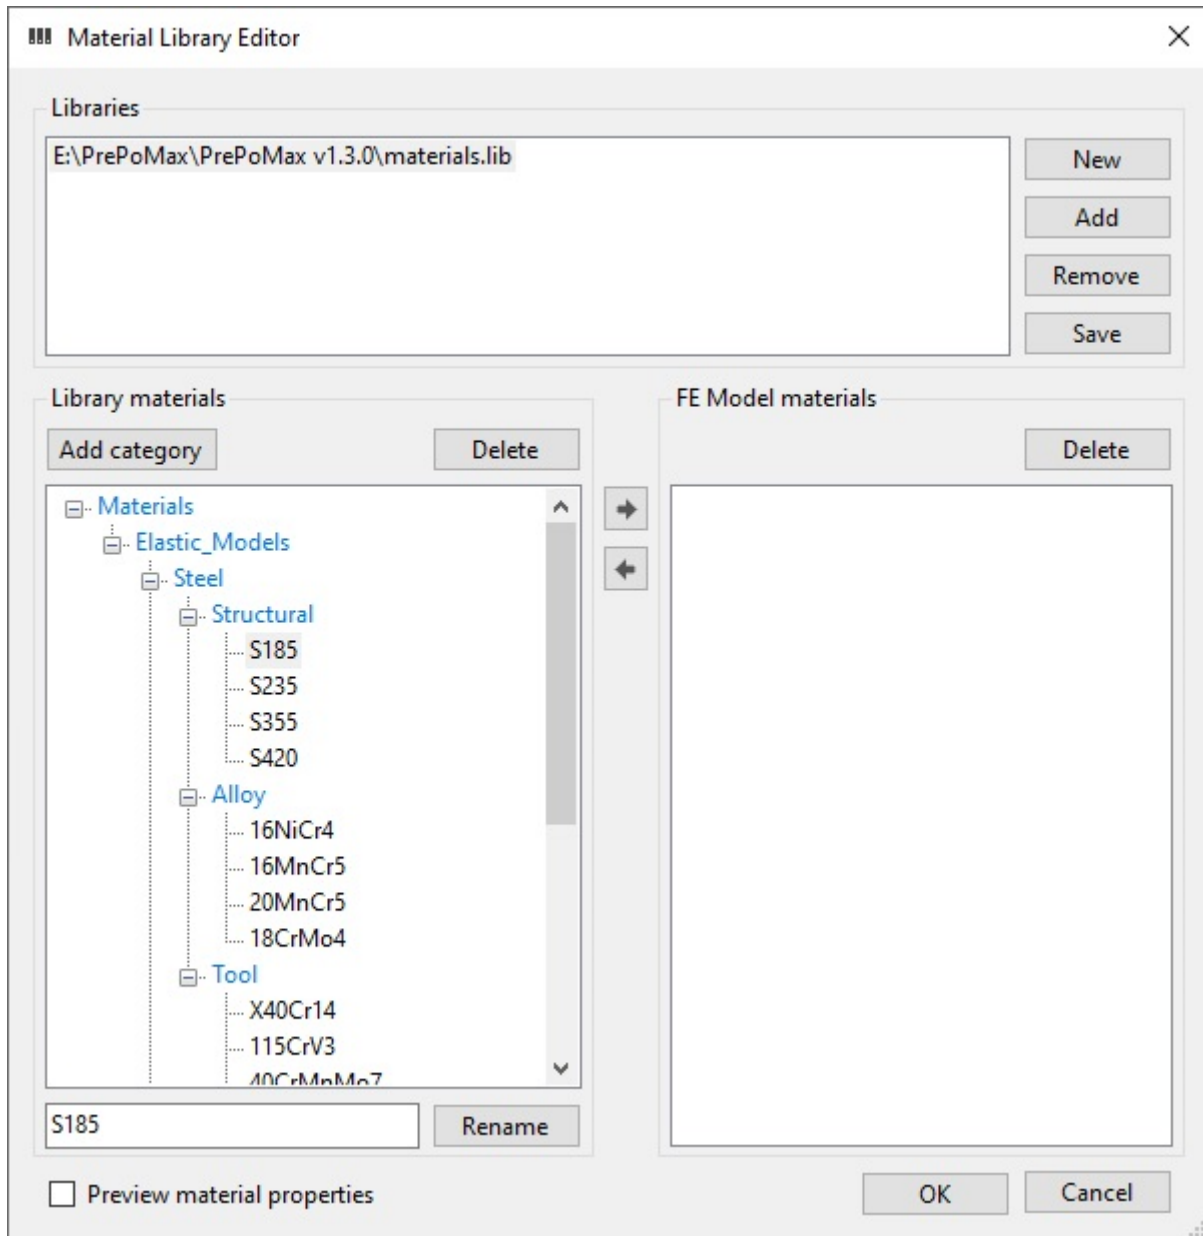 Material Library Editor
Libraries
E:\PrePoMax\PrePoMax v1.3.0\materials.lib
New
Add
Remove
Save
Library materials
Add category
Delete
Materials
Elastic_Models
Steel
Structural
S185
S235
S355
S420
Alloy
16NiCr4
16MnCr5
20MnCr5
18CrMo4
Tool
X40Cr14
115CrV3
40CrMnMo7
S185
Rename
FE Model materials
Delete
Preview material properties
OK
Cancel